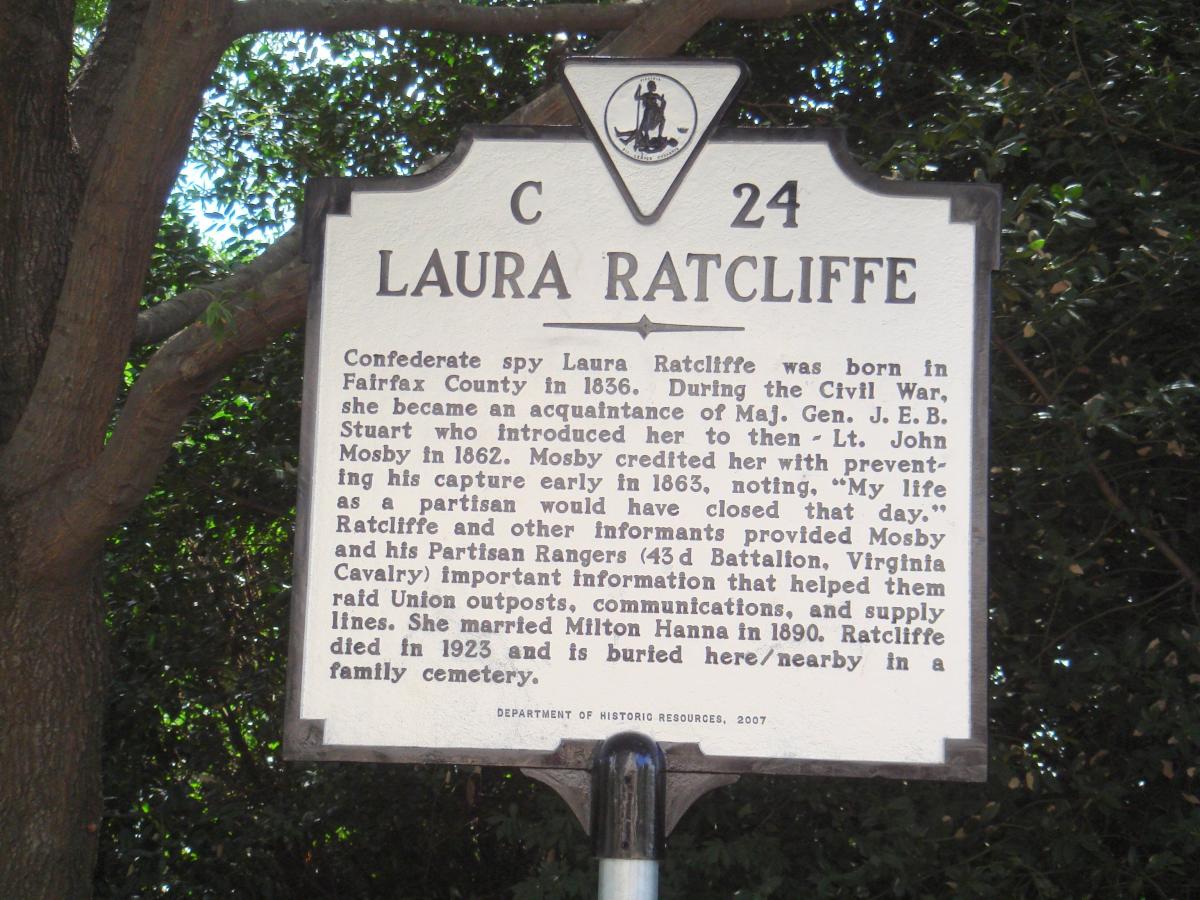 C 24
LAURA RATCLIFFE
Confederate spy Laura Ratcliffe was born in
Fairfax County in 1836. During the Civil War,
she became an acquaintance of Maj. Gen. J. E. B.
Stuart who introduced her to then - Lt. John
Mosby in 1862. Mosby credited her with prevent-
ing his capture early in 1863, noting, “My life
as a partisan would have closed that day.”
Ratcliffe and other informants provided Mosby
and his Partisan Rangers (43d Battalion, Virginia
Cavalry) important information that helped them
raid Union outposts, communications, and supply
lines. She married Milton Hanna in 1890. Ratcliffe
died in 1923 and is buried here/nearby in a
family cemetery.
DEPARTMENT OF HISTORIC RESOURCES, 2007